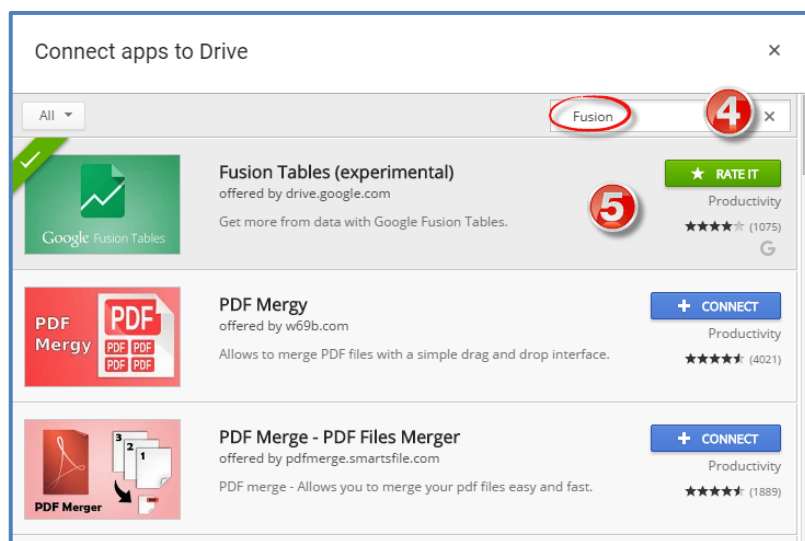 Connect apps to Drive ×
All
Fusion 4 ×
Google Fusion Tables
Fusion Tables (experimental)
offered by drive.google.com
Get more from data with Google Fusion Tables.
5
★ RATE IT
Productivity
(1075)
G
PDF Mergy
PDF
PDF PDF
PDF PDF
PDF Mergy
offered by w69b.com
Allows to merge PDF files with a simple drag and drop interface.
+ CONNECT
Productivity
(4021)
3
2
1
PDF Merger
PDF Merge - PDF Files Merger
offered by pdfmerge.smartsfile.com
PDF merge - Allows you to merge your pdf files easy and fast.
+ CONNECT
Productivity
(1889)